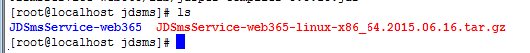 [root@localhost jdsms]# ls
JDSmsService-web365 JDSmsService-web365-linux-x86_64.2015.06.16.tar.gz
[root@localhost jdsms]#